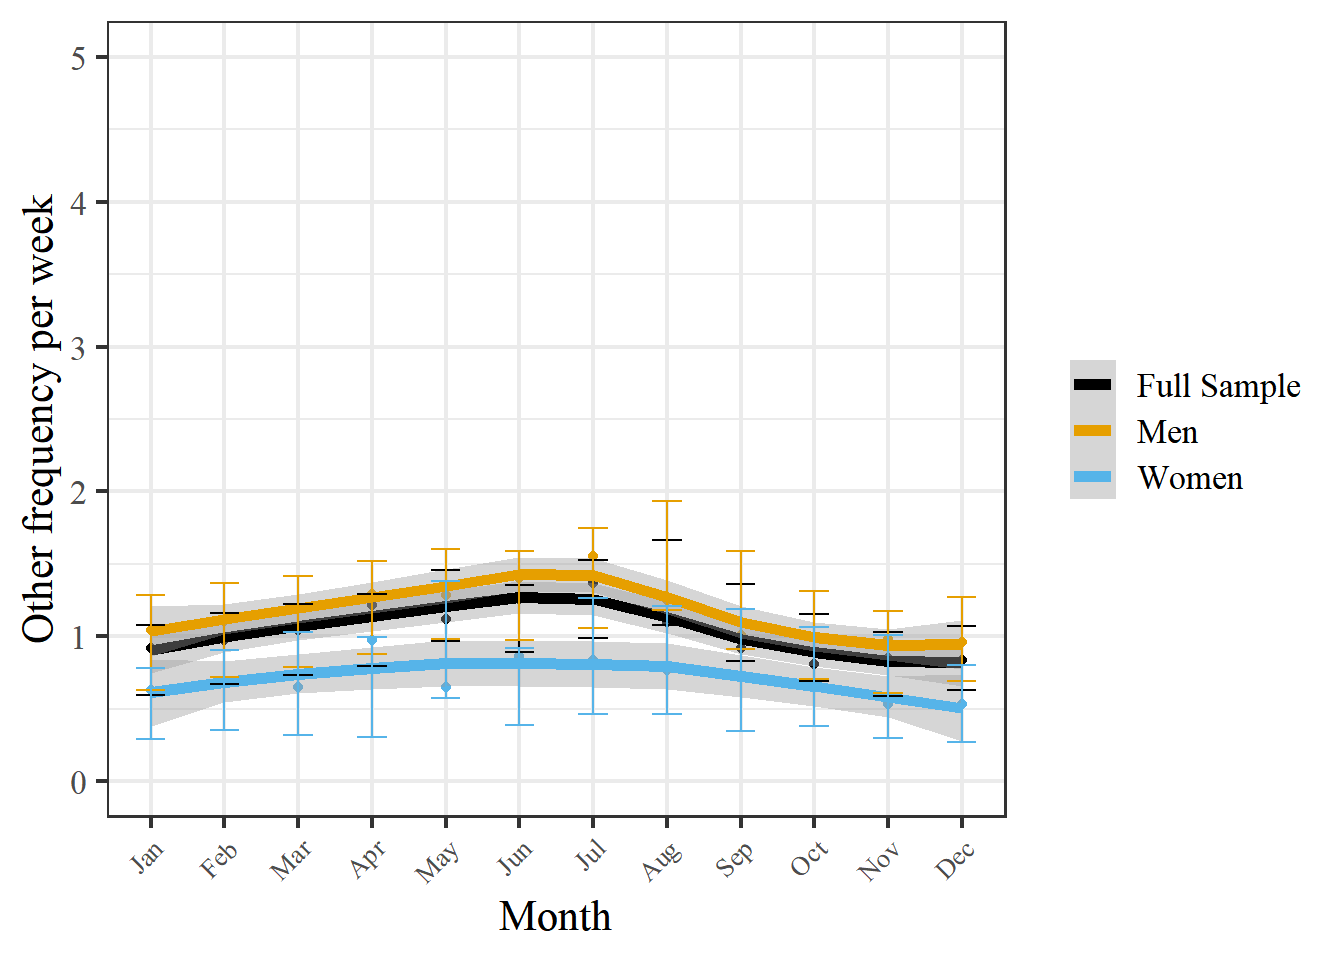 Other frequency per week
5
4
3
2
1
0
Jan Feb Mar Apr May Jun Jul Aug Sep Oct Nov Dec
Month
Full Sample
Men
Women